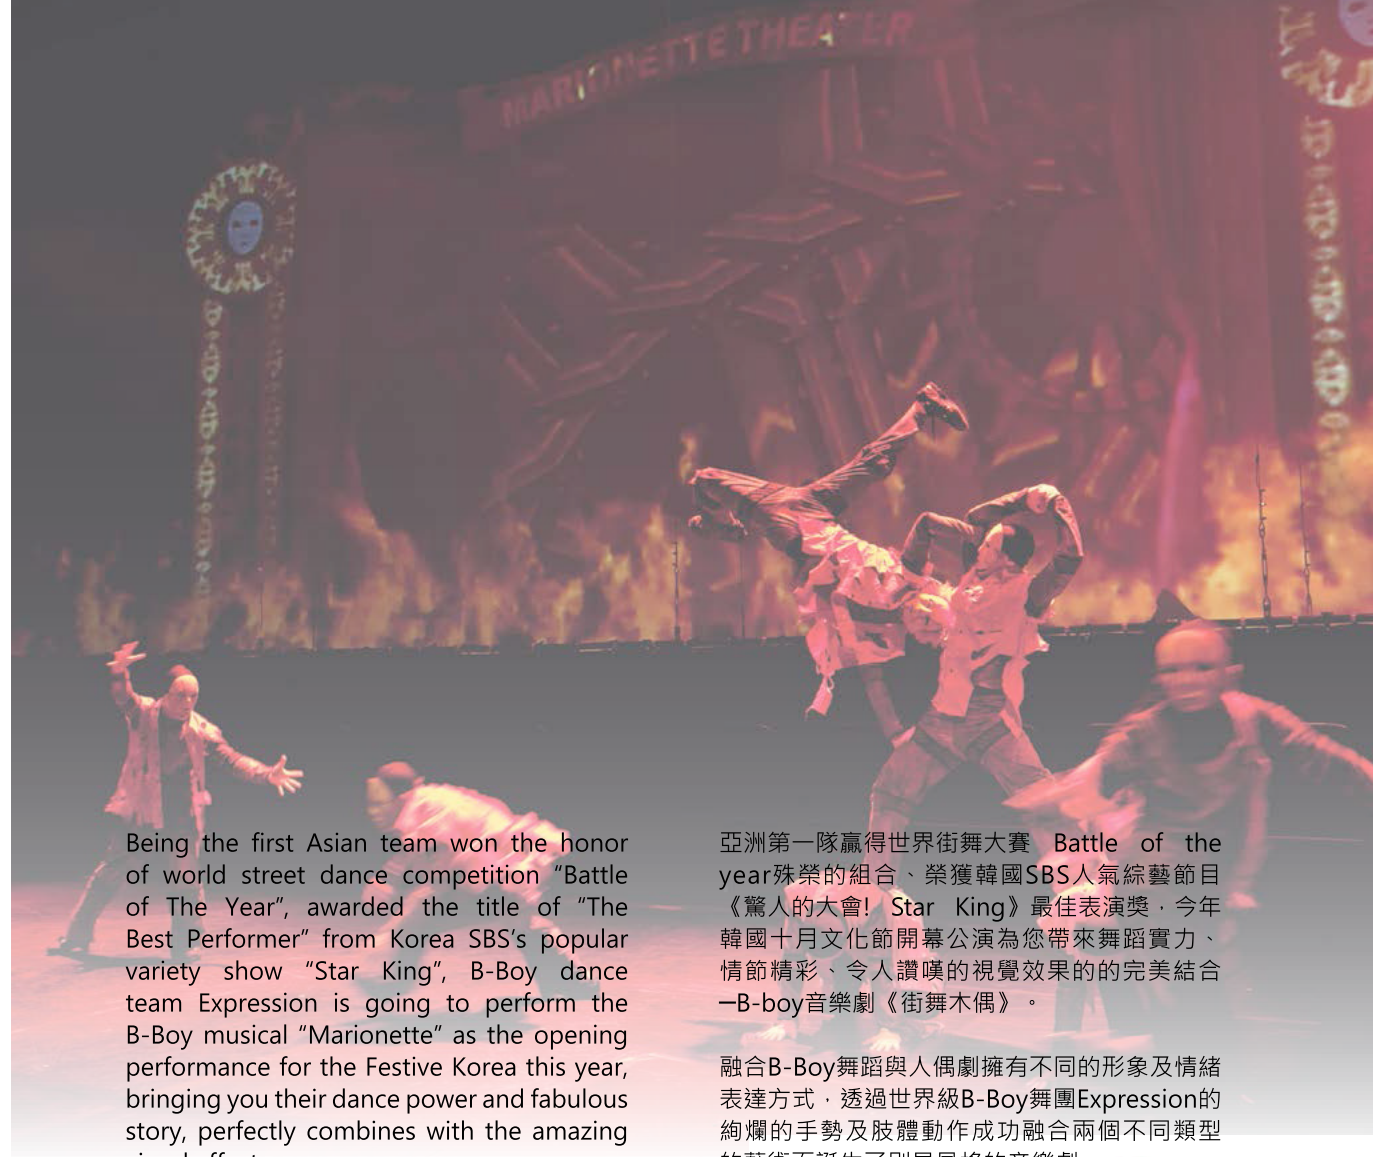 MARIONETTE THEATER
Being the first Asian team won the honor
of world street dance competition “Battle
of The Year”, awarded the title of “The
Best Performer” from Korea SBS’s popular
variety show “Star King”, B-Boy dance
team Expression is going to perform the
B-Boy musical “Marionette” as the opening
performance for the Festive Korea this year,
bringing you their dance power and fabulous
story, perfectly combines with the amazing
亞洲第一隊贏得世界街舞大賽 Battle of the
year殊榮的組合、榮獲韓國SBS人氣綜藝節目
《驚人的大會! Star King》最佳表演獎，今年
韓國十月文化節開幕公演為您帶來舞蹈實力、
情節精彩、令人讚嘆的視覺效果的的完美結合
─B-boy音樂劇《街舞木偶》。
融合B-Boy舞蹈與人偶劇擁有不同的形象及情緒
表達方式，透過世界級B-Boy舞團Expression的
絢爛的手勢及肢體動作成功融合兩個不同類型